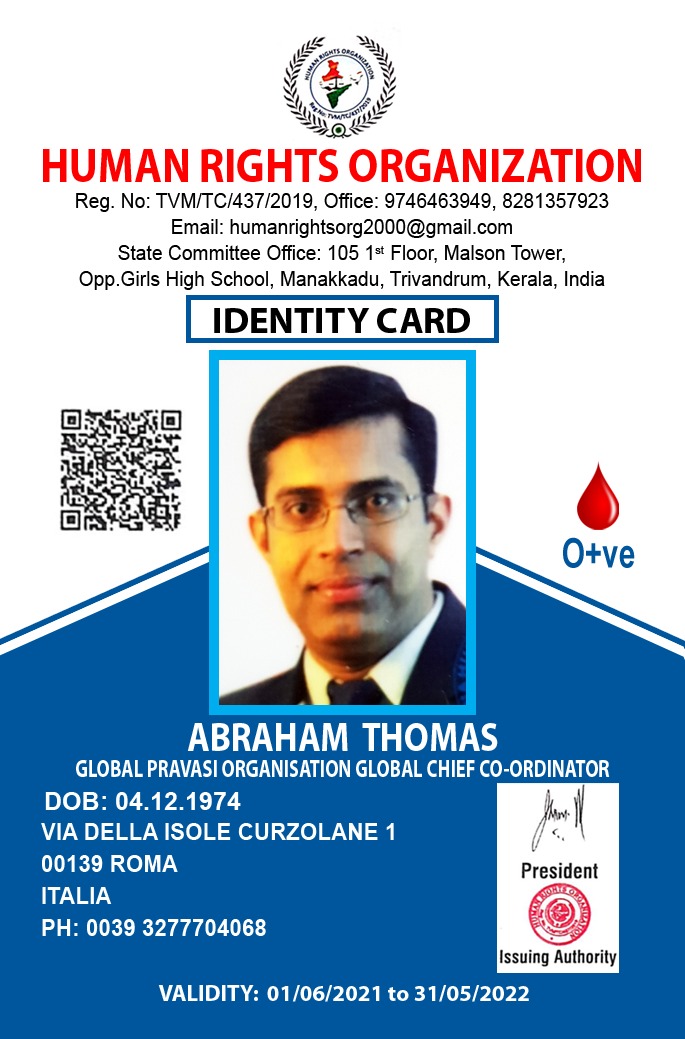 HUMAN RIGHTS ORGANIZATION
Reg No: TVM/TC/437/2019
HUMAN RIGHTS ORGANIZATION
Reg. No: TVM/TC/437/2019, Office: 9746463949, 8281357923
Email: humanrightsorg2000@gmail.com
State Committee Office: 105 1st Floor, Malson Tower,
Opp.Girls High School, Manakkadu, Trivandrum, Kerala, India
IDENTITY CARD
O+ve
ABRAHAM THOMAS
GLOBAL PRAVASI ORGANISATION GLOBAL CHIEF CO-ORDINATOR
DOB: 04.12.1974
VIA DELLA ISOLE CURZOLANE 1
00139 ROMA
ITALIA
PH: 0039 3277704068
President
HUMAN RIGHTS ORGANIZATION
Issuing Authority
VALIDITY: 01/06/2021 to 31/05/2022